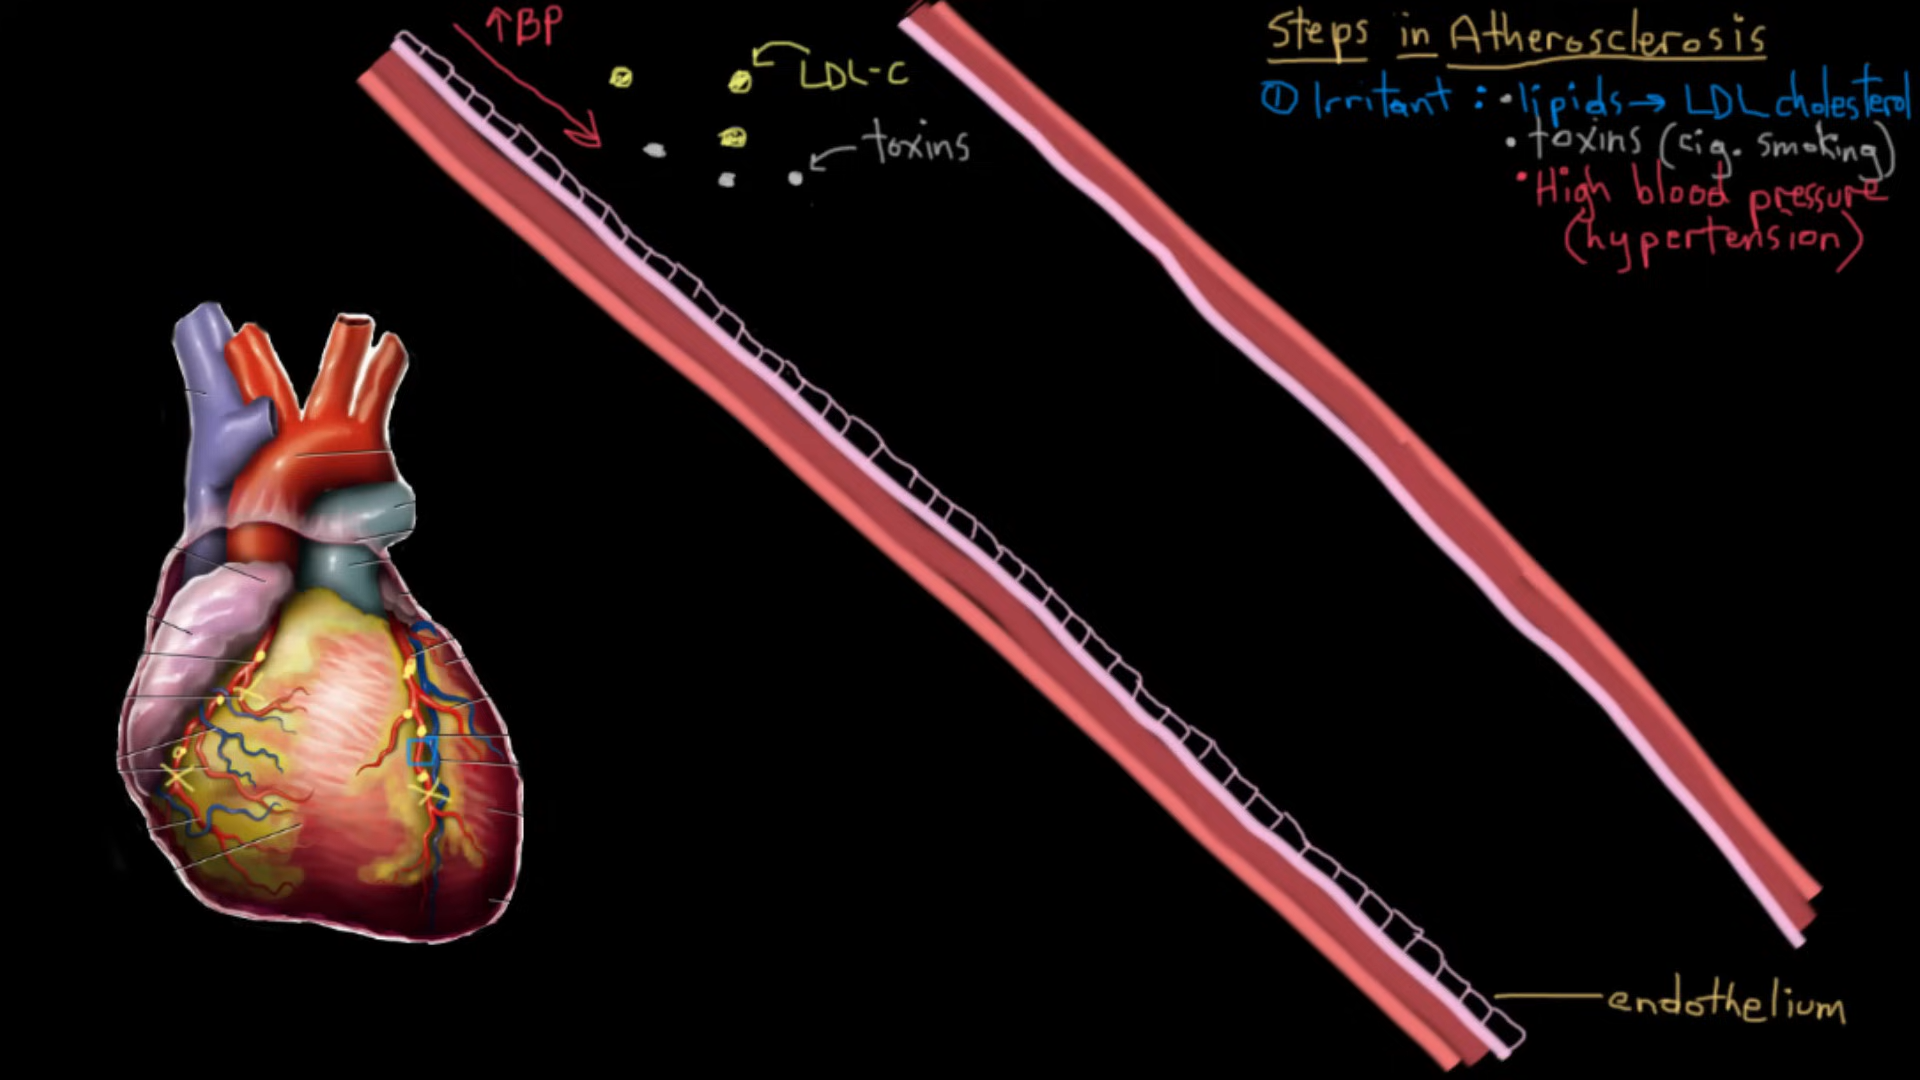 Steps in Atherosclerosis
① Irritant : • lipids → LDL cholesterol
• toxins (cig. smoking)
• High blood pressure
(hypertension)
↑BP
LDL-C
toxins
endothelium